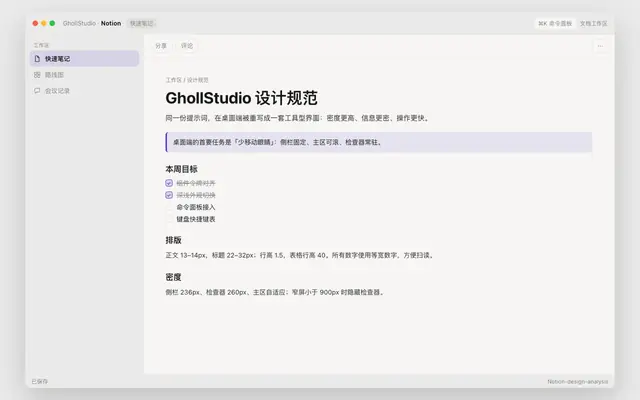 GhollStudio · Notion · 快速笔记
⌘K 命令面板 文档工作区
工作区
快速笔记
路线图
会议记录
分享 评论
工作区 / 设计规范
GhollStudio 设计规范
同一份提示词，在桌面端被重写成一套工具型界面：密度更高、信息更密、操作更快。
桌面端的首要任务是「少移动眼睛」：侧栏固定、主区可滚、检查器常驻。
本周目标
组件令牌对齐
深浅外观切换
命令面板接入
键盘快捷键表
排版
正文 13–14px，标题 22–32px；行高 1.5、表格行高 40。所有数字使用等宽数字，方便扫读。
密度
侧栏 236px、检查器 260px、主区自适应；窄屏小于 900px 时隐藏检查器。
已保存
Notion-design-analysis